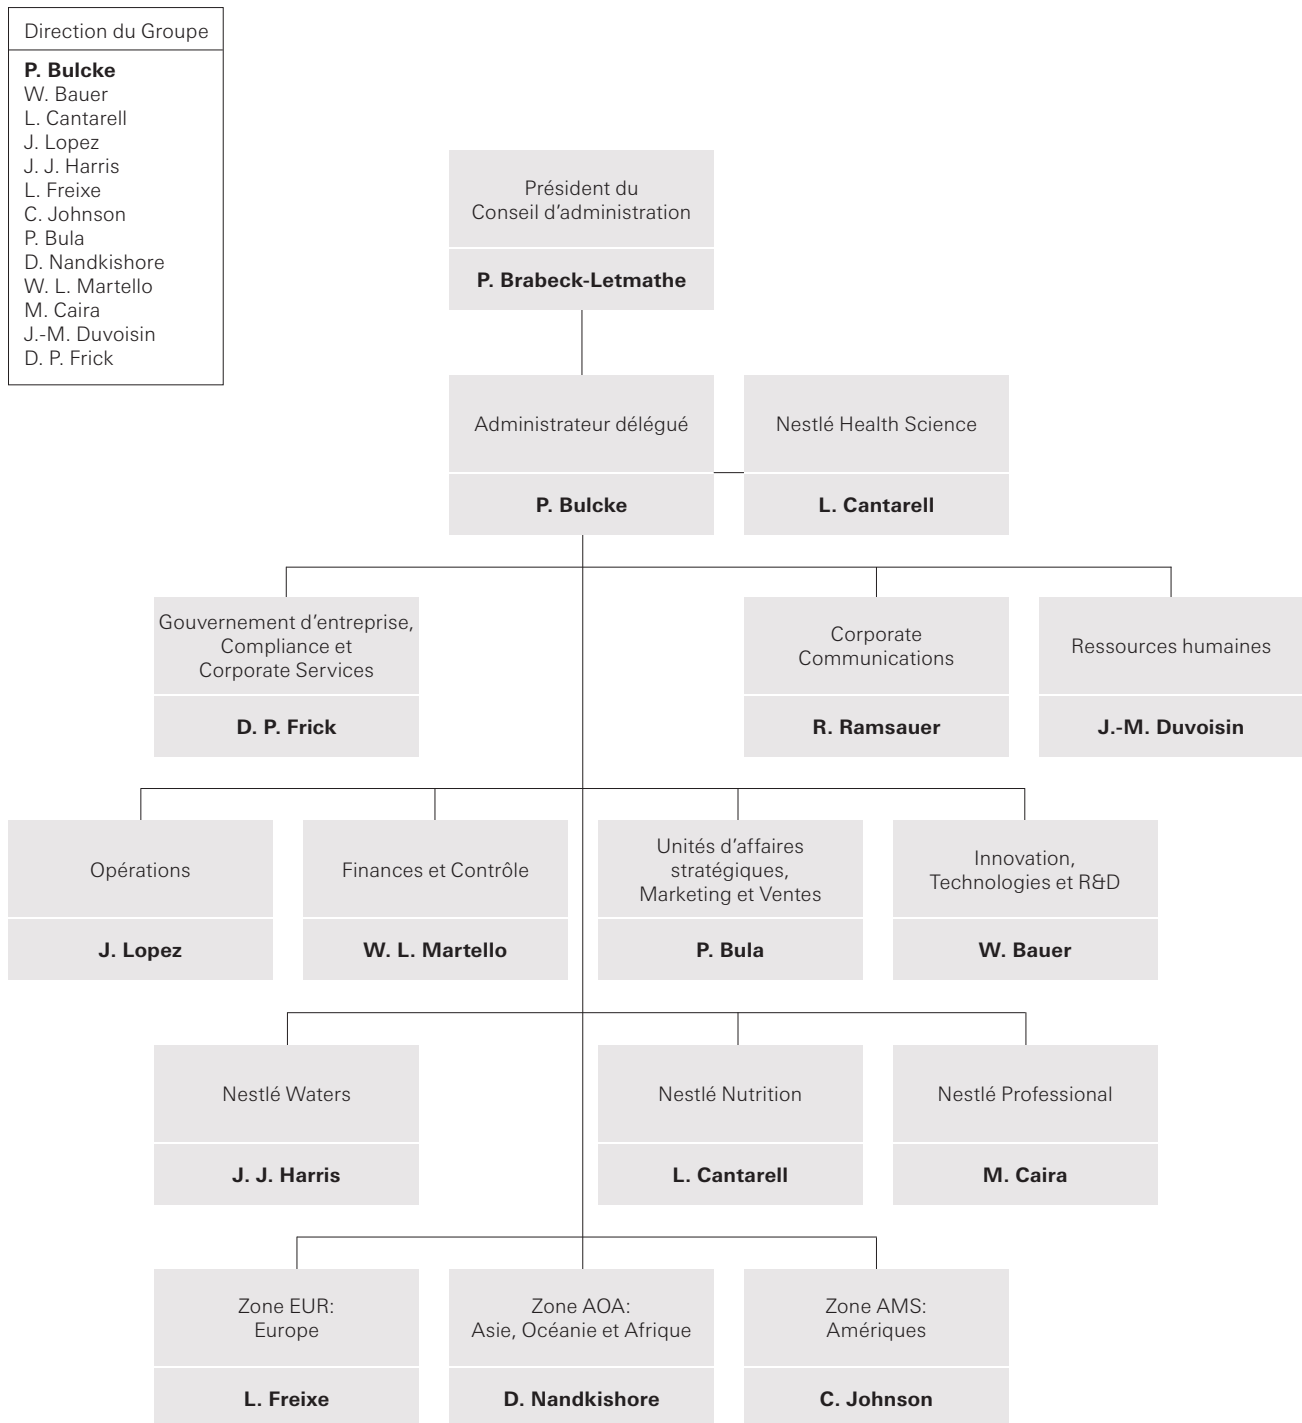 Direction du Groupe
P. Bulcke
W. Bauer
L. Cantarell
J. Lopez
J. J. Harris
L. Freixe
C. Johnson
P. Bula
D. Nandkishore
W. L. Martello
M. Caira
J.-M. Duvoisin
D. P. Frick
Président du
Conseil d’administration
P. Brabeck-Letmathe
Administrateur délégué
P. Bulcke
Nestlé Health Science
L. Cantarell
Gouvernement d’entreprise,
Compliance et
Corporate Services
D. P. Frick
Corporate
Communications
R. Ramsauer
Ressources humaines
J.-M. Duvoisin
Opérations
J. Lopez
Finances et Contrôle
W. L. Martello
Unités d’affaires
stratégiques,
Marketing et Ventes
P. Bula
Innovation,
Technologies et R&D
W. Bauer
Nestlé Waters
J. J. Harris
Nestlé Nutrition
L. Cantarell
Nestlé Professional
M. Caira
Zone EUR:
Europe
L. Freixe
Zone AOA:
Asie, Océanie et Afrique
D. Nandkishore
Zone AMS:
Amériques
C. Johnson